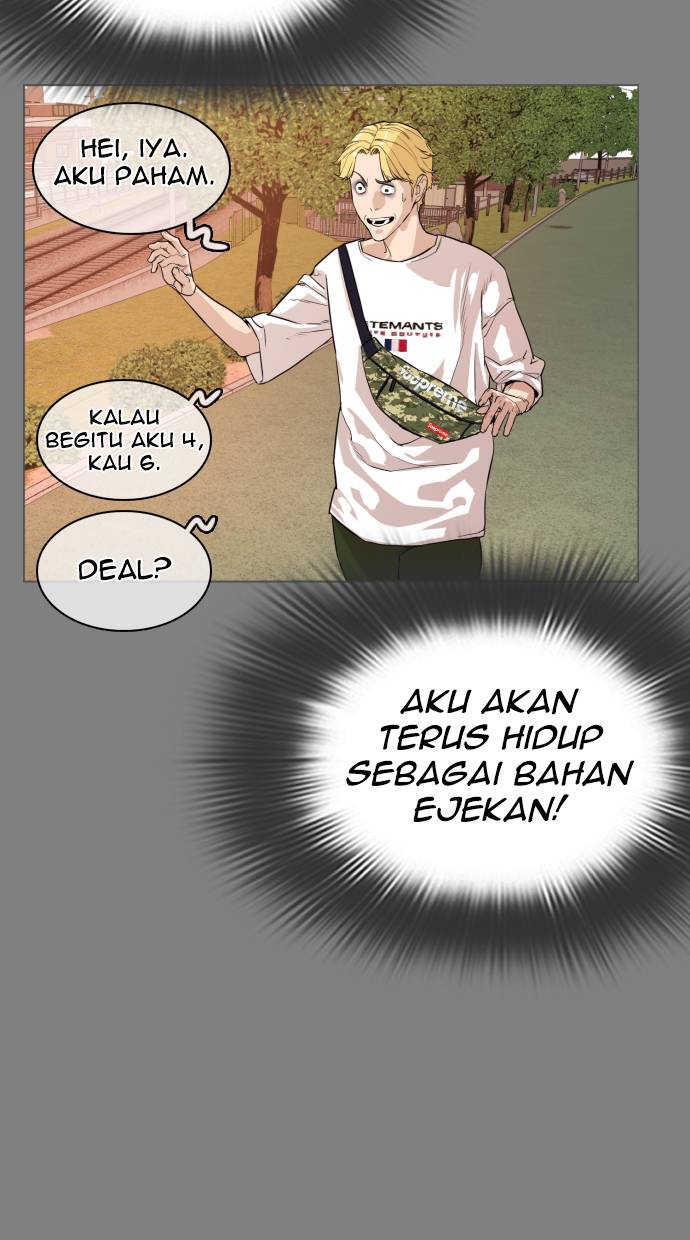 HEI, IYA.
AKU PAHAM.
TEMANTS
Supreme
Supreme
KALAU
BEGITU AKU 4,
KAU 6.
DEAL?
AKU AKAN
TERUS HIDUP
SEBAGAI BAHAN
EJEKAN!